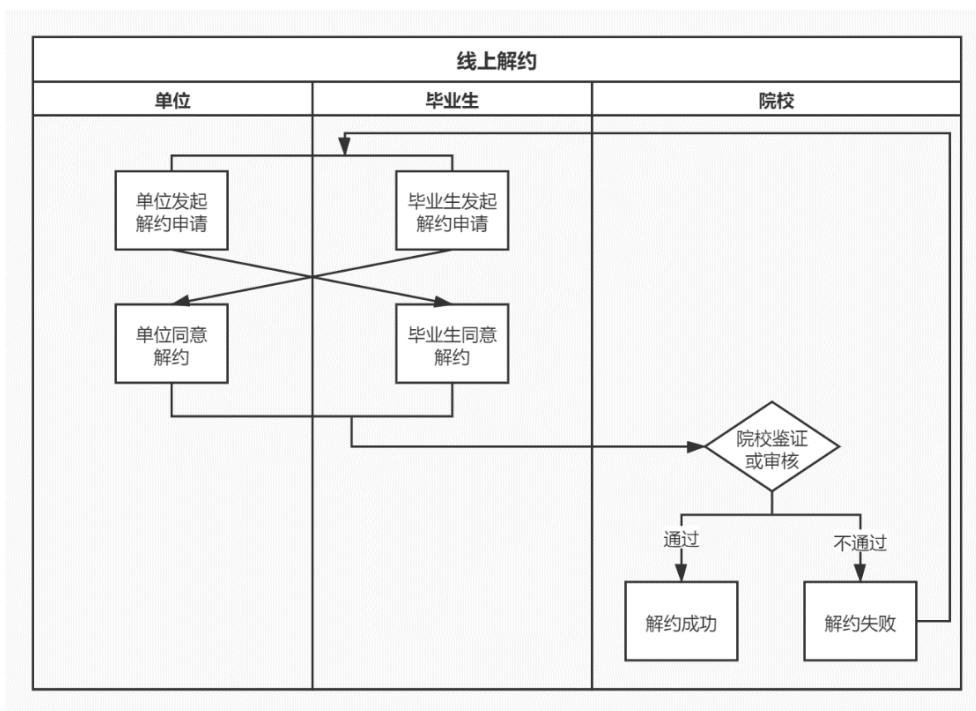 线上解约
单位
毕业生
院校
单位发起
解约申请
毕业生发起
解约申请
单位同意
解约
毕业生同意
解约
院校鉴证
或审核
通过
不通过
解约成功
解约失败